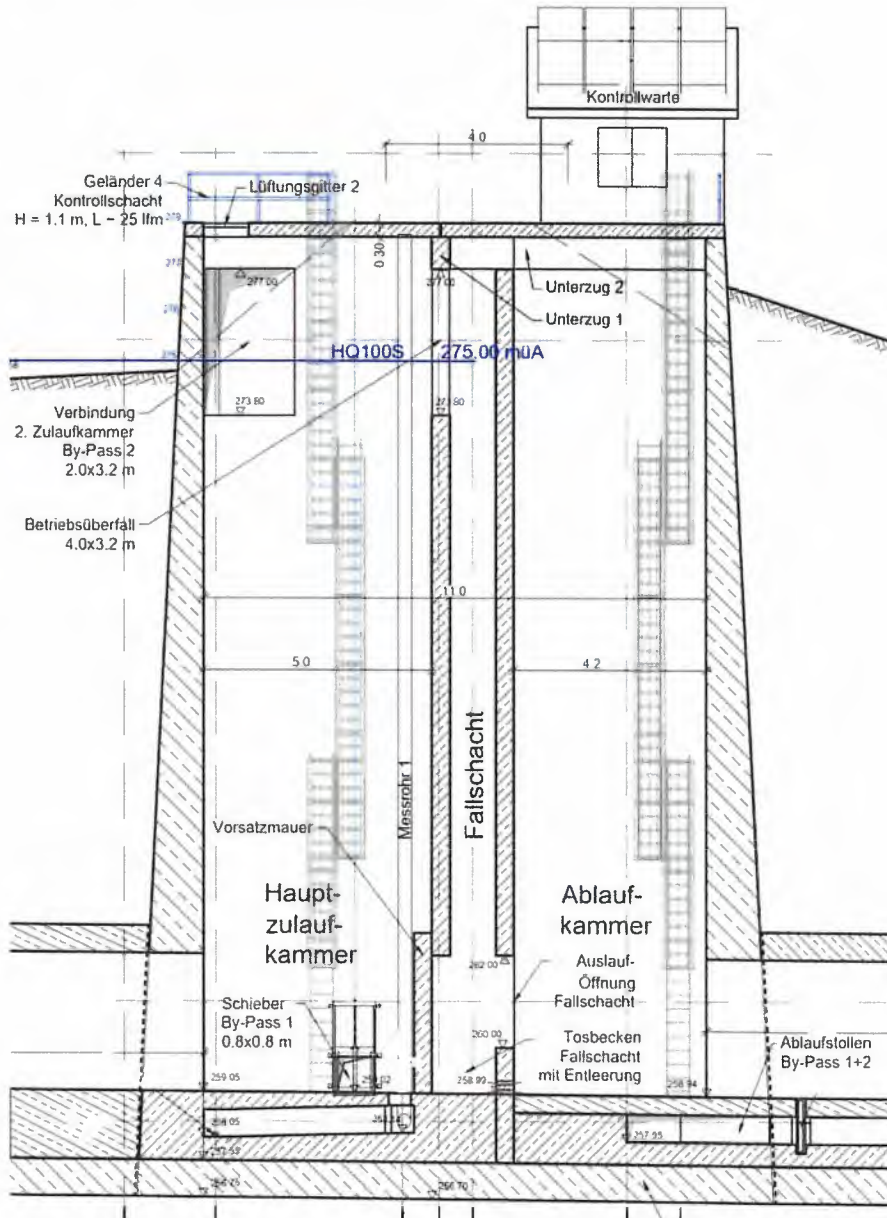 Kontrollwarte
4.0
Geländer 4
Kontrollschacht
H = 1.1 m, L ~ 25 lfm
Lüftungsgitter 2
0.30
277.00
277.00
Unterzug 2
Unterzug 1
HQ100S 275.00 müA
273.80
273.80
Verbindung
2. Zulaufkammer
By-Pass 2
2.0x3.2 m
Betriebsüberfall
4.0x3.2 m
11.0
5.0
4.2
Messrohr 1
Fallschacht
Vorsatzmauer
Haupt-
zulauf-
kammer
Ablauf-
kammer
262.00
Auslauf-
Öffnung
Fallschacht
Schieber
By-Pass 1
0.8x0.8 m
260.00
Tosbecken
Fallschacht
mit Entleerung
Ablaufstollen
By-Pass 1+2
259.05
259.02
258.99
258.94
258.05
257.95
256.70